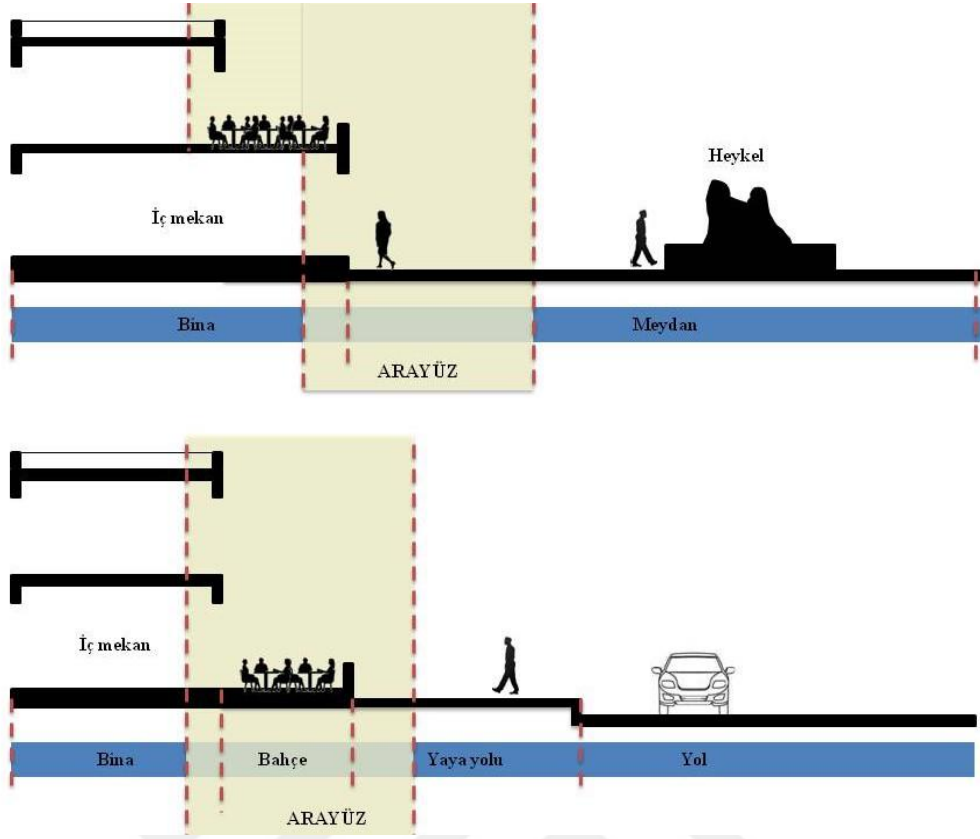 Heykel
İç mekan
Bina
Meydan
ARAYÜZ
İç mekan
Bina
Bahçe
Yaya yolu
Yol
ARAYÜZ